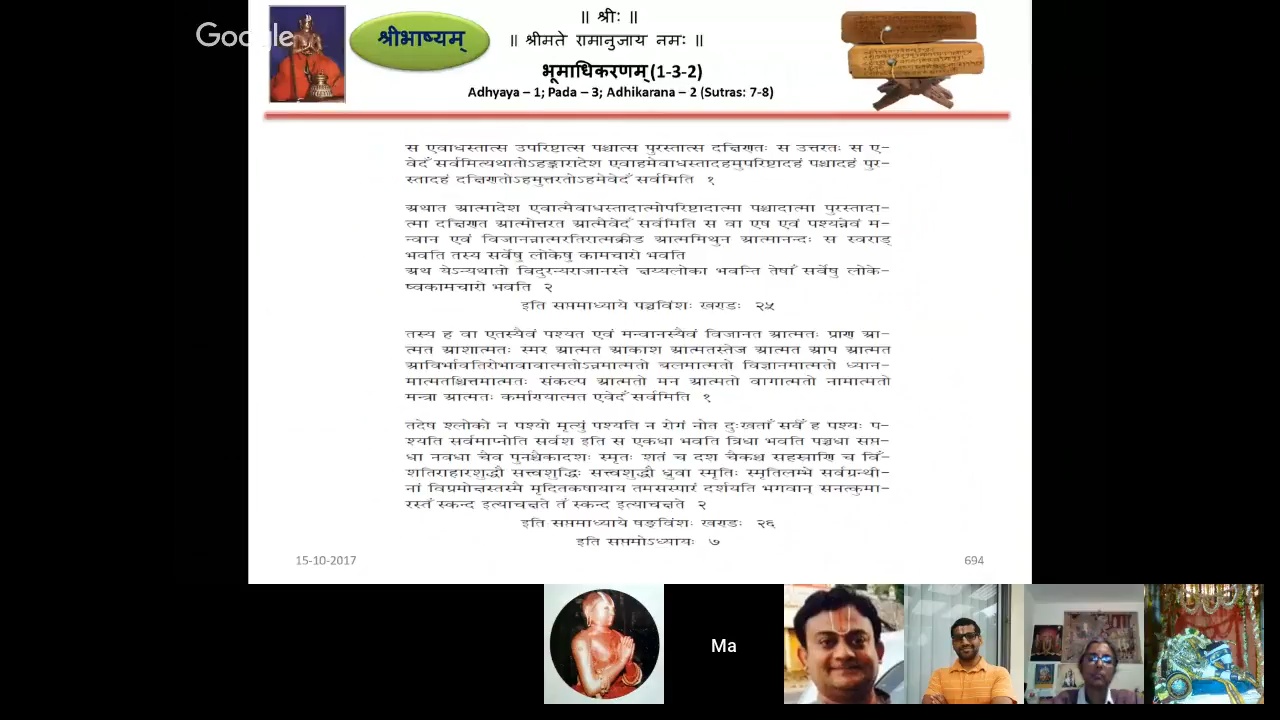 Google
श्रीभाष्यम्
॥ श्रीः ॥
॥ श्रीमते रामानुजाय नमः ॥
भूमाधिकरणम् (1-3-2)
Adhyaya – 1; Pada – 3; Adhikarana – 2 (Sutras: 7-8)
स एवाधस्तात्स उपरिष्टात्स पश्चात्स पुरस्तात्स दक्षिणतः स उत्तरतः स ए-
वेदँ सर्वमित्यथातोऽहङ्कारादेश एवाहमेवाधस्तादहमुपरिष्टादहं पश्चादहं पुर-
स्तादहं दक्षिणतोऽहमुत्तरतोऽहमेवेदँ सर्वमिति १
अथात आत्मादेश एवात्मैवाधस्तादात्मोपरिष्टादात्मा पश्चादात्मा पुरस्तादा-
त्मा दक्षिणत आत्मोत्तरत आत्मैवेदँ सर्वमिति स वा एष एवं पश्यन्नेवं म-
न्वान एवं विजानन्नात्मरतिरात्मक्रीड आत्ममिथुन आत्मानन्दः स स्वराड्
भवति तस्य सर्वेषु लोकेषु कामचारो भवति
अथ येऽन्यथातो विदुरन्यराजानस्ते क्षय्यलोका भवन्ति तेषाँ सर्वेषु लोके-
ष्वकामचारो भवति २
इति सप्तमाध्याये पञ्चविंशः खण्डः २५
तस्य ह वा एतस्यैवं पश्यत एवं मन्वानस्यैवं विजानत आत्मतः प्राण आ-
त्मत आशात्मतः स्मर आत्मत आकाश आत्मतस्तेज आत्मत आप आत्मत
आविर्भावतिरोभावावात्मतोऽन्नमात्मतो बलमात्मतो विज्ञानमात्मतो ध्यान-
मात्मतश्चित्तमात्मतः संकल्प आत्मतो मन आत्मतो वागात्मतो नामात्मतो
मन्त्रा आत्मतः कर्माण्यात्मत एवेदँ सर्वमिति १
तदेष श्लोको न पश्यो मृत्युं पश्यति न रोगं नोत दुःखताँ सर्वँ ह पश्यः प-
श्यति सर्वमाप्नोति सर्वश इति स एकधा भवति त्रिधा भवति पञ्चधा सप्त-
धा नवधा चैव पुनश्चैकादशः स्मृतः शतं च दश चैकश्च सहस्राणि च विँ-
शतिराहारशुद्धौ सत्त्वशुद्धिः सत्त्वशुद्धौ ध्रुवा स्मृतिः स्मृतिलम्भे सर्वग्रन्थी-
नां विप्रमोक्षस्तस्मै मृदितकषायाय तमसस्पारं दर्शयति भगवान् सनत्कुमा-
रस्तँ स्कन्द इत्याचक्षते तँ स्कन्द इत्याचक्षते २
इति सप्तमाध्याये षड्विंशः खण्डः २६
इति सप्तमोऽध्यायः ७
15-10-2017
694
Ma